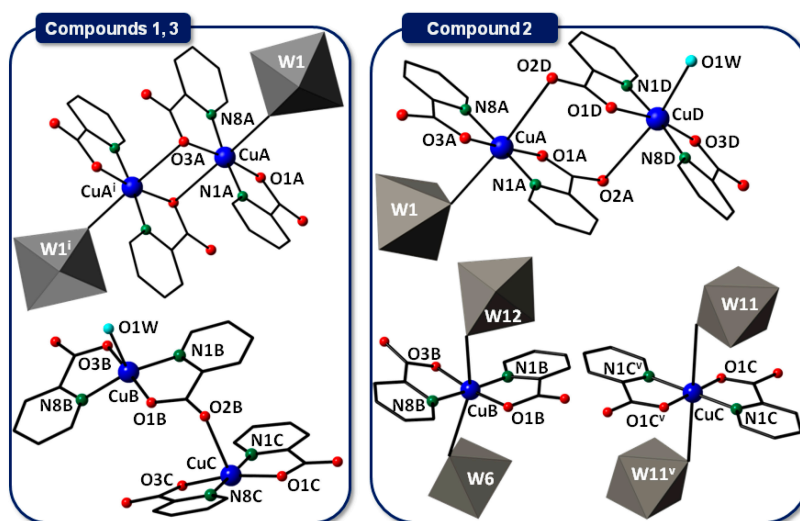 Compounds 1, 3
W1
N8A
O3A
CuA
CuAⁱ
O1A
N1A
W1ⁱ
O1W
O3B
N1B
CuB
N8B
O1B
O2B
N1C
CuC
O3C
O1C
N8C
Compound 2
O2D
O1W
N1D
N8A
O1D
CuD
CuA
O3A
O1A
O3D
N8D
N1A
O2A
W1
W12
W11
O3B
N1B
N1Cᵛ
O1C
N8B
CuB
O1B
O1Cᵛ
CuC
N1C
W6
W11ᵛ